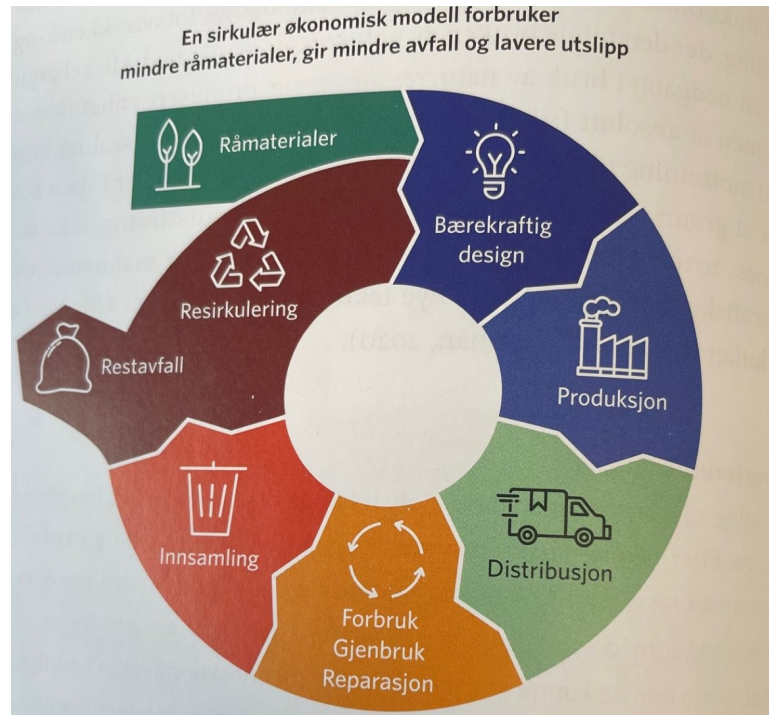 En sirkulær økonomisk modell forbruker
mindre råmaterialer, gir mindre avfall og lavere utslipp
Råmaterialer
Bærekraftig
design
Produksjon
Distribusjon
Forbruk
Gjenbruk
Reparasjon
Innsamling
Resirkulering
Restavfall